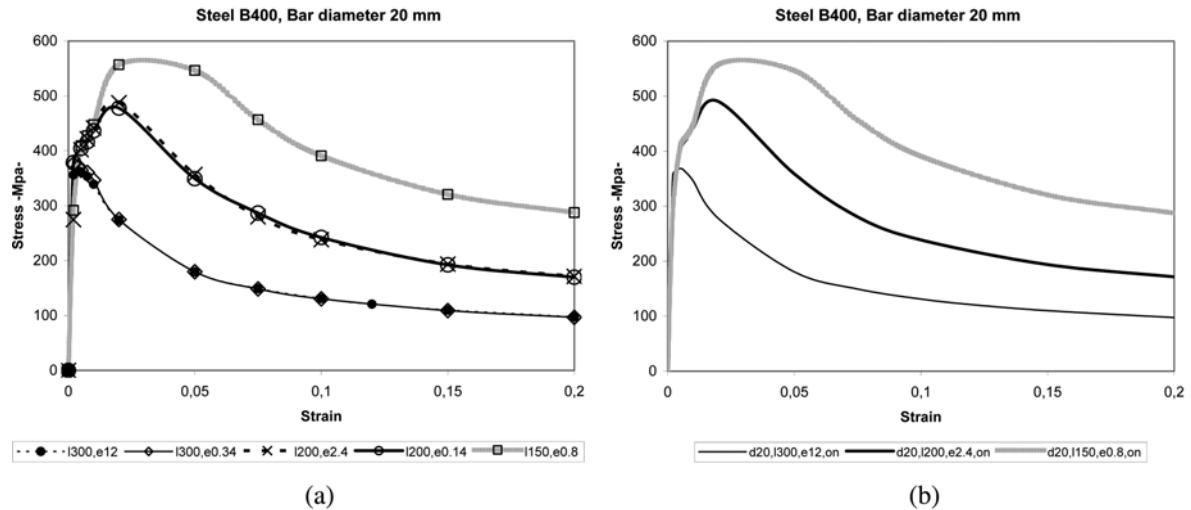 Steel B400, Bar diameter 20 mm
600
500
400
300
200
100
0
Stress -Mpa-
0
0,05
0,1
0,15
0,2
Strain
l300,e12
l300,e0.34
l200,e2.4
l200,e0.14
l150,e0.8
(a)
Steel B400, Bar diameter 20 mm
600
500
400
300
200
100
0
Stress -Mpa-
0
0,05
0,1
0,15
0,2
Strain
d20,l300,e12,on
d20,l200,e2.4,on
d20,l150,e0.8,on
(b)